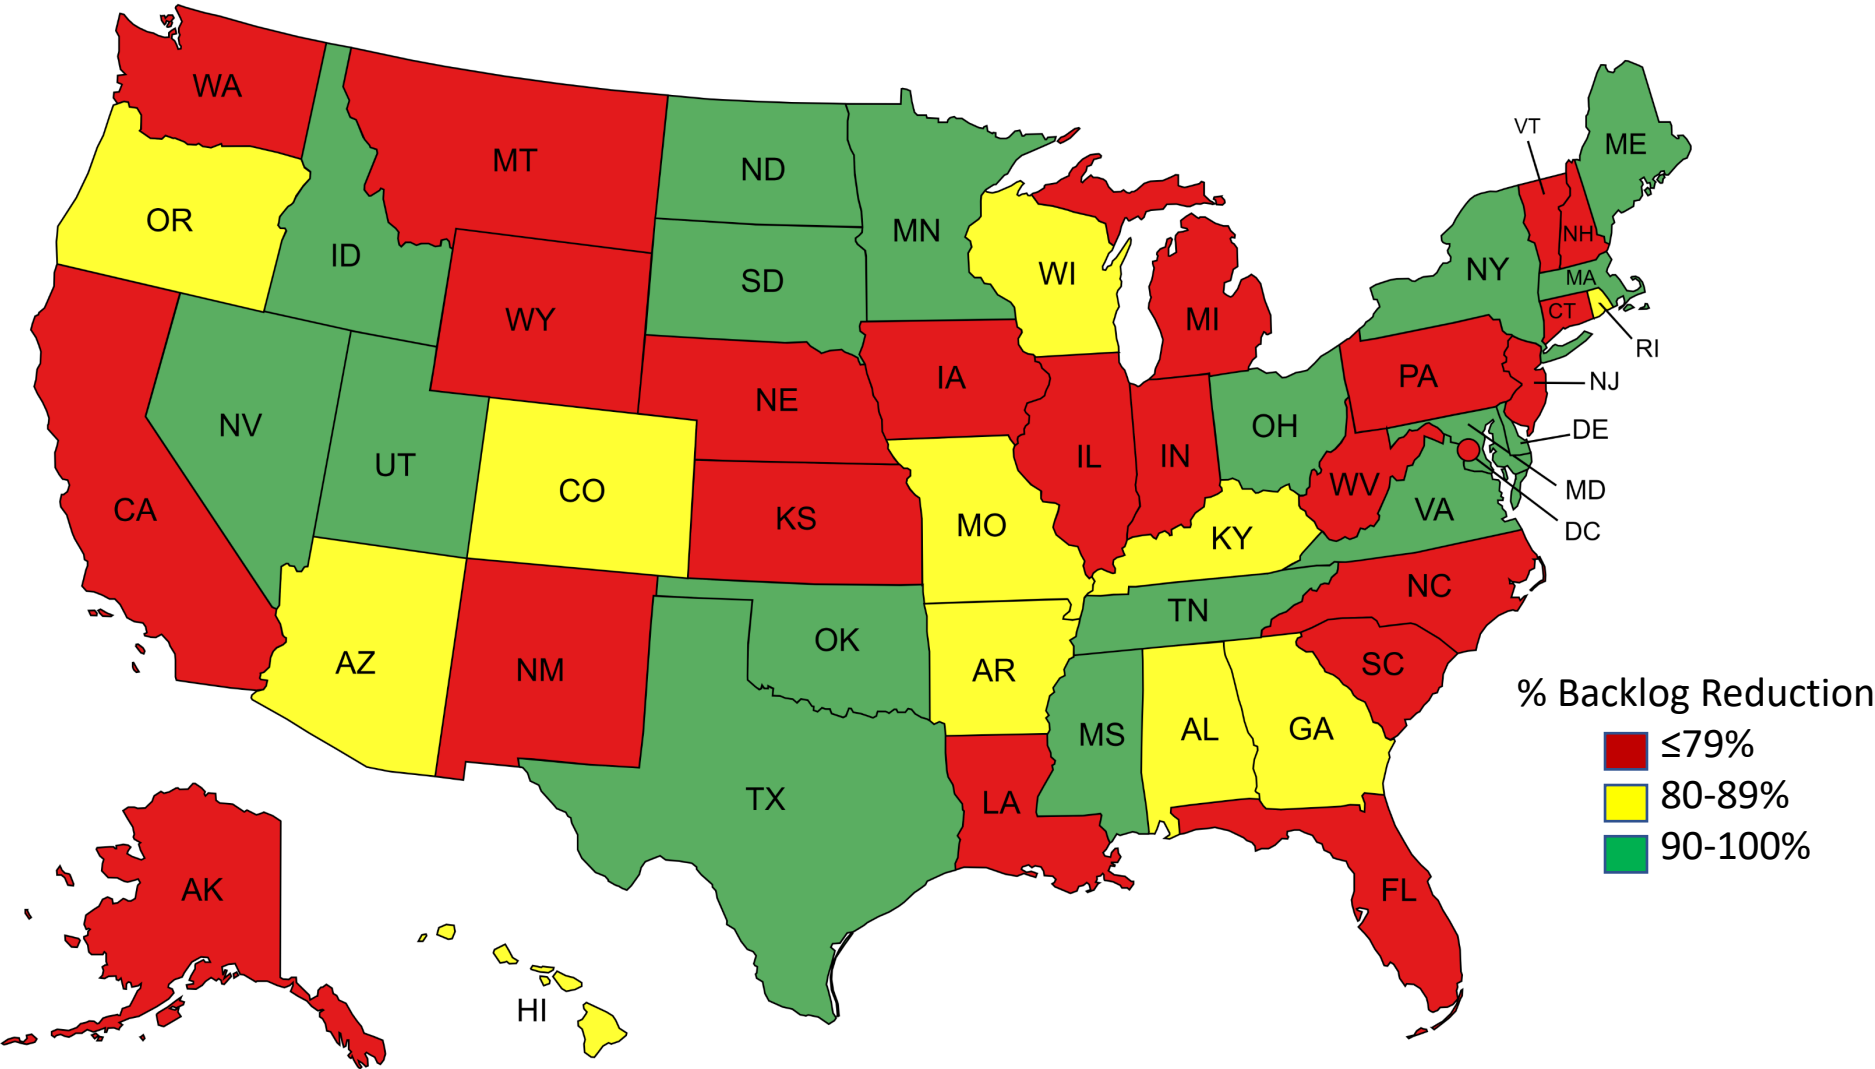 WA
MT
ND
MN
OR
ID
SD
WI
MI
VT
ME
NH
NY
MA
CT
RI
WY
IA
NE
PA
NJ
NV
UT
CO
KS
MO
IL
IN
OH
DE
MD
DC
WV
VA
KY
CA
AZ
NM
OK
AR
TN
NC
SC
TX
LA
MS
AL
GA
FL
AK
HI
% Backlog Reduction
≤79%
80-89%
90-100%